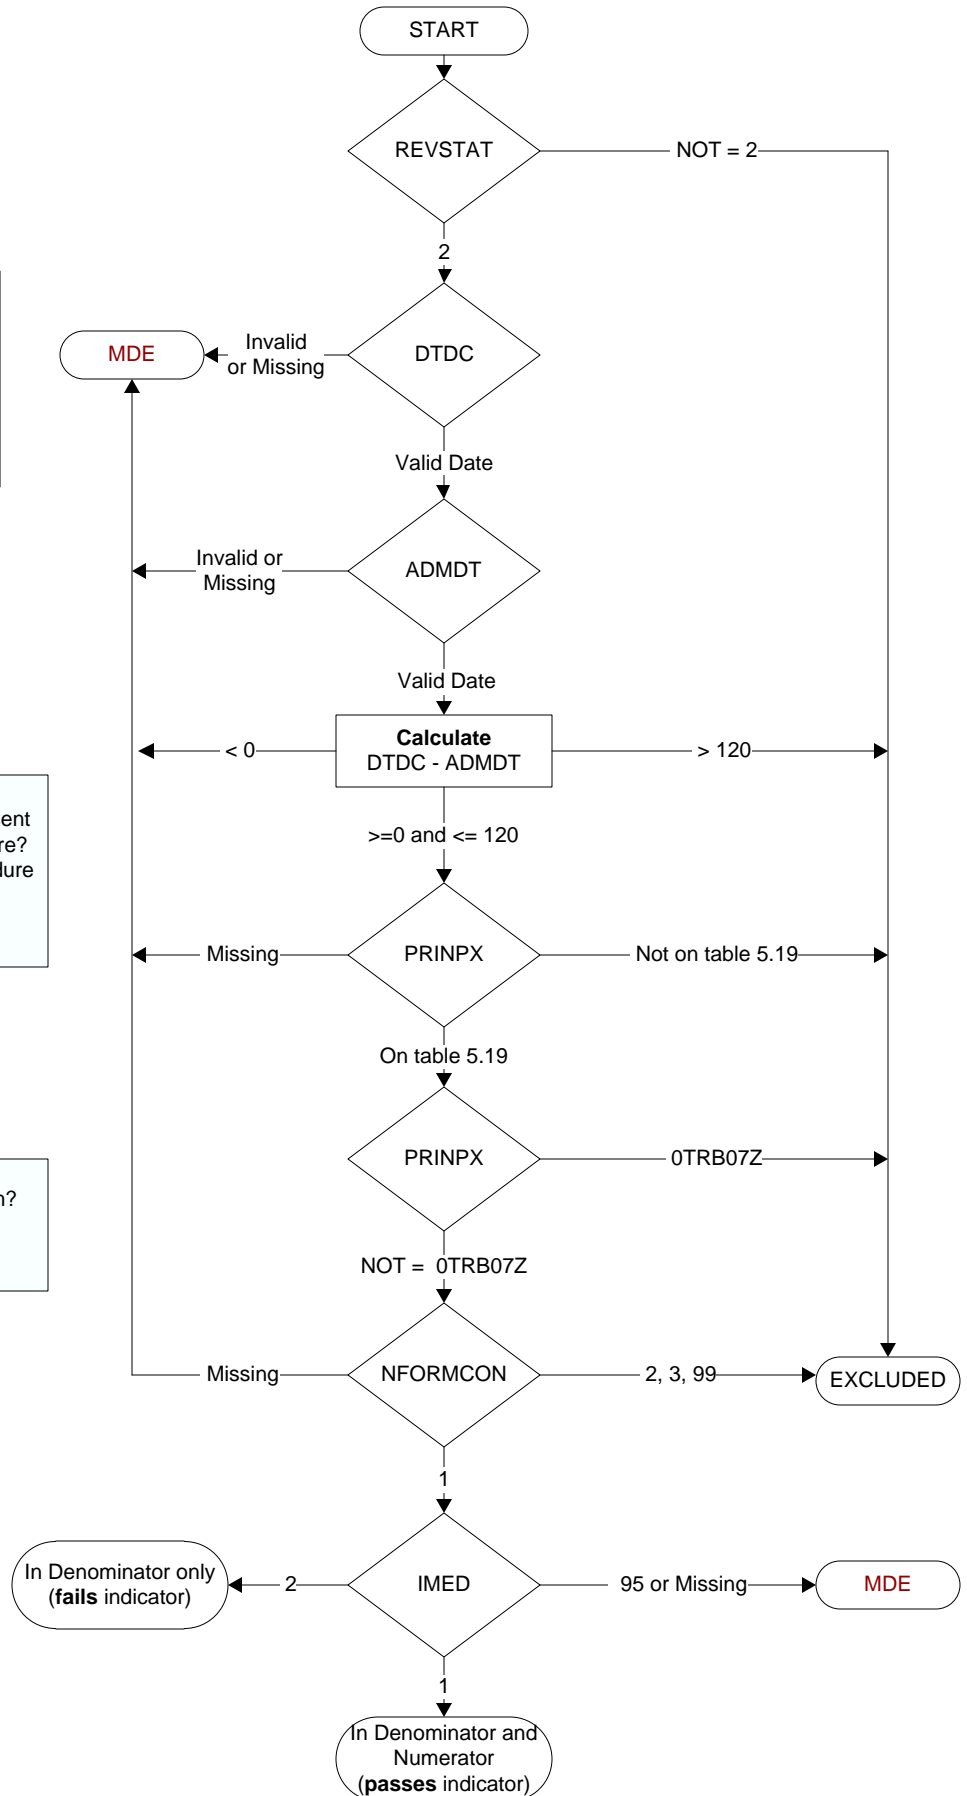 START
REVSTAT
NOT = 2
2
MDE
Invalid
or Missing
DTDC
Valid Date
Invalid or
Missing
ADMDT
Valid Date
< 0
Calculate
DTDC - ADMDT
> 120
>=0 and <= 120
ent
re?
dure
Missing
PRINPX
Not on table 5.19
On table 5.19
PRINPX
0TRB07Z
n?
NOT = 0TRB07Z
Missing
NFORMCON
2, 3, 99
EXCLUDED
1
In Denominator only
(fails indicator)
2
IMED
95 or Missing
MDE
1
In Denominator and
Numerator
(passes indicator)